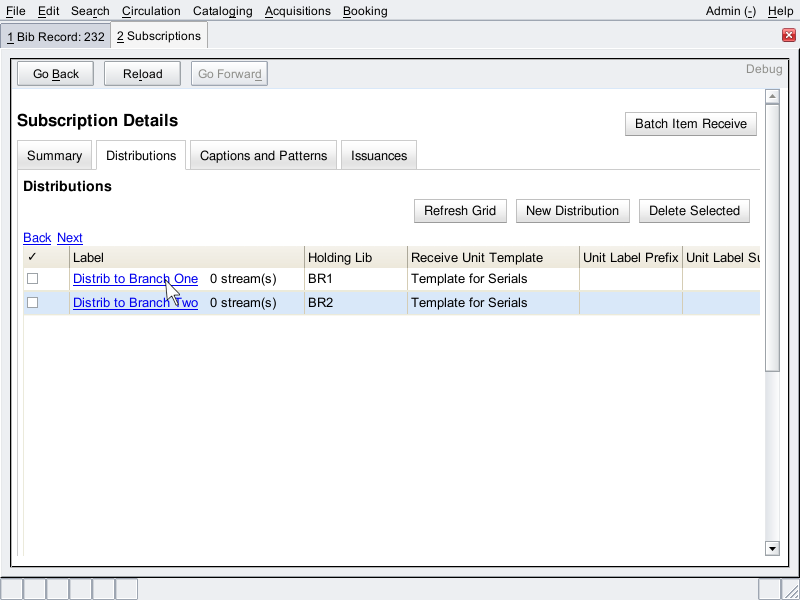 File Edit Search Circulation Cataloging Acquisitions Booking Admin (-) Help
1 Bib Record: 232 2 Subscriptions
Go Back Reload Go Forward Debug
Subscription Details
Batch Item Receive
Summary Distributions Captions and Patterns Issuances
Distributions
Refresh Grid New Distribution Delete Selected
Back Next
✓ Label Holding Lib Receive Unit Template Unit Label Prefix Unit Label Su
Distrib to Branch One 0 stream(s) BR1 Template for Serials
Distrib to Branch Two 0 stream(s) BR2 Template for Serials